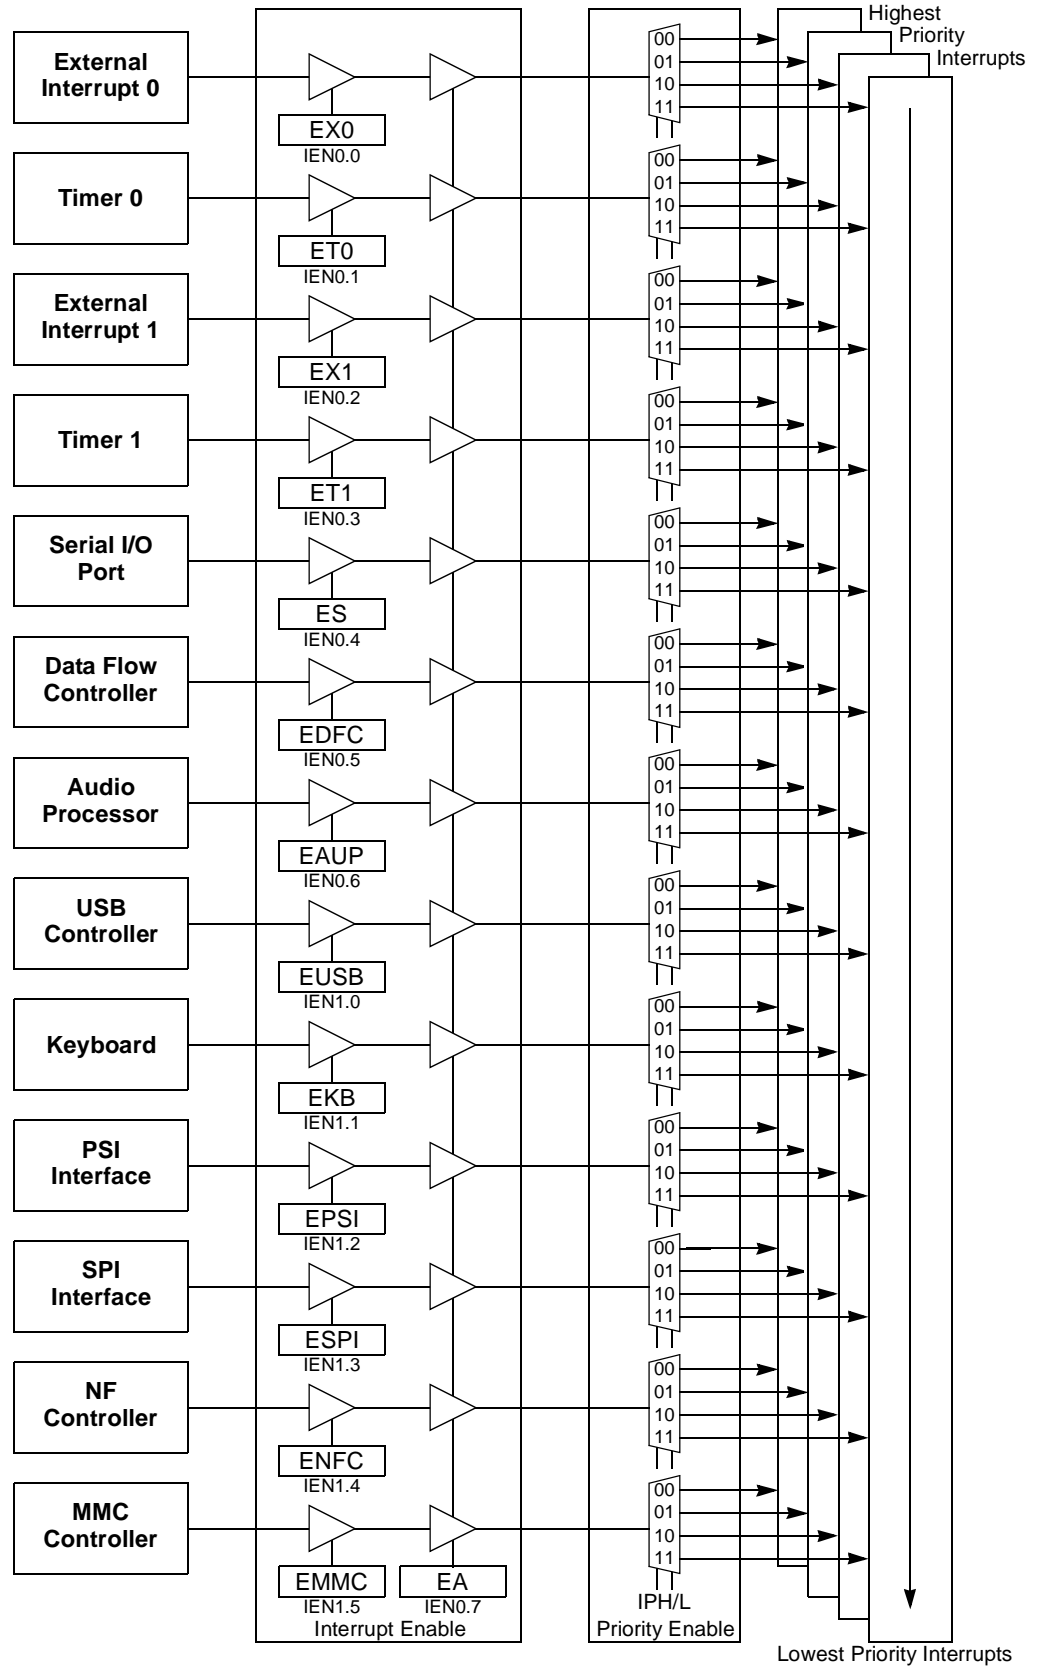 Highest
Priority
Interrupts
External
Interrupt 0
EX0
IEN0.0
00
01
10
11
Timer 0
ET0
IEN0.1
00
01
10
11
External
Interrupt 1
EX1
IEN0.2
00
01
10
11
Timer 1
ET1
IEN0.3
00
01
10
11
Serial I/O
Port
ES
IEN0.4
00
01
10
11
Data Flow
Controller
EDFC
IEN0.5
00
01
10
11
Audio
Processor
EAUP
IEN0.6
00
01
10
11
USB
Controller
EUSB
IEN1.0
00
01
10
11
Keyboard
EKB
IEN1.1
00
01
10
11
PSI
Interface
EPSI
IEN1.2
00
01
10
11
SPI
Interface
ESPI
IEN1.3
00
01
10
11
NF
Controller
ENFC
IEN1.4
00
01
10
11
MMC
Controller
EMMC
IEN1.5
EA
IEN0.7
00
01
10
11
Interrupt Enable
IPH/L
Priority Enable
Lowest Priority Interrupts